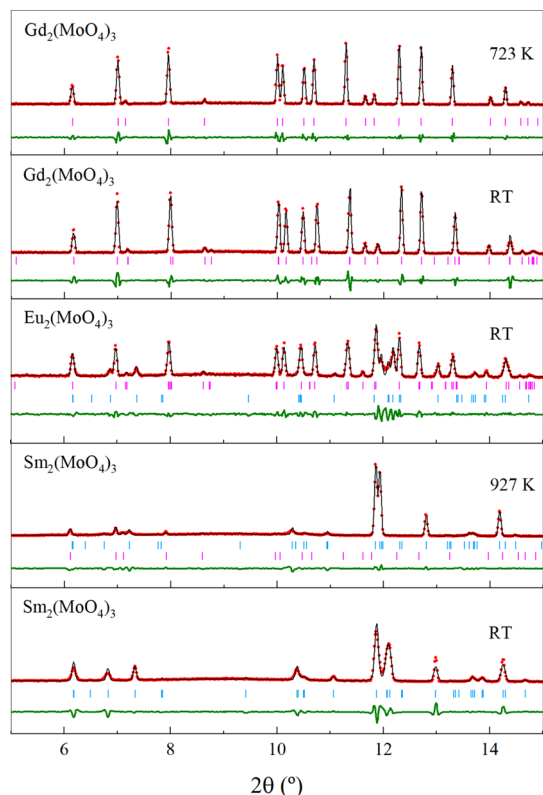 Gd₂(MoO₄)₃
723 K
Gd₂(MoO₄)₃
RT
Eu₂(MoO₄)₃
RT
Sm₂(MoO₄)₃
927 K
Sm₂(MoO₄)₃
RT
6 8 10 12 14
2θ (º)